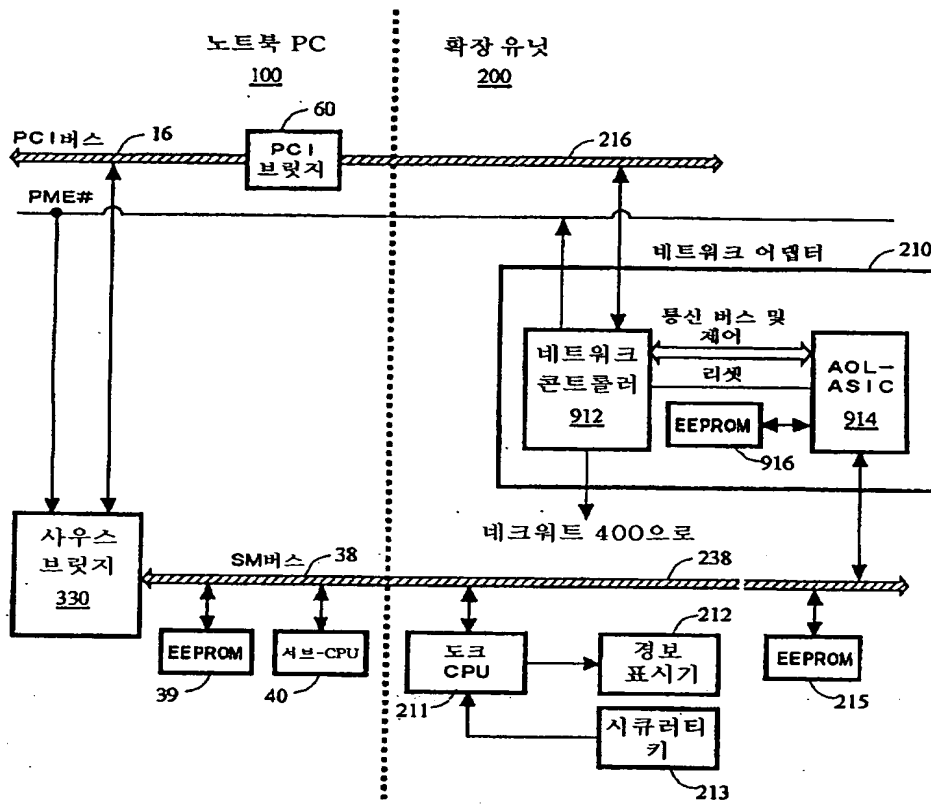 노트북 PC
100
확장 유닛
200
60
PCI버스
16
PCI
브릿지
216
PME#
네트워크 어댑터
210
통신 버스 및
제어
네트워크
콘트롤러
912
리셋
AOL-
ASIC
914
EEPROM
916
네크워트 400으로
사우스
브릿지
330
SM버스
38
238
EEPROM
39
서브-CPU
40
도크
CPU
211
212
경보
표시기
EEPROM
215
시큐러티
키
213